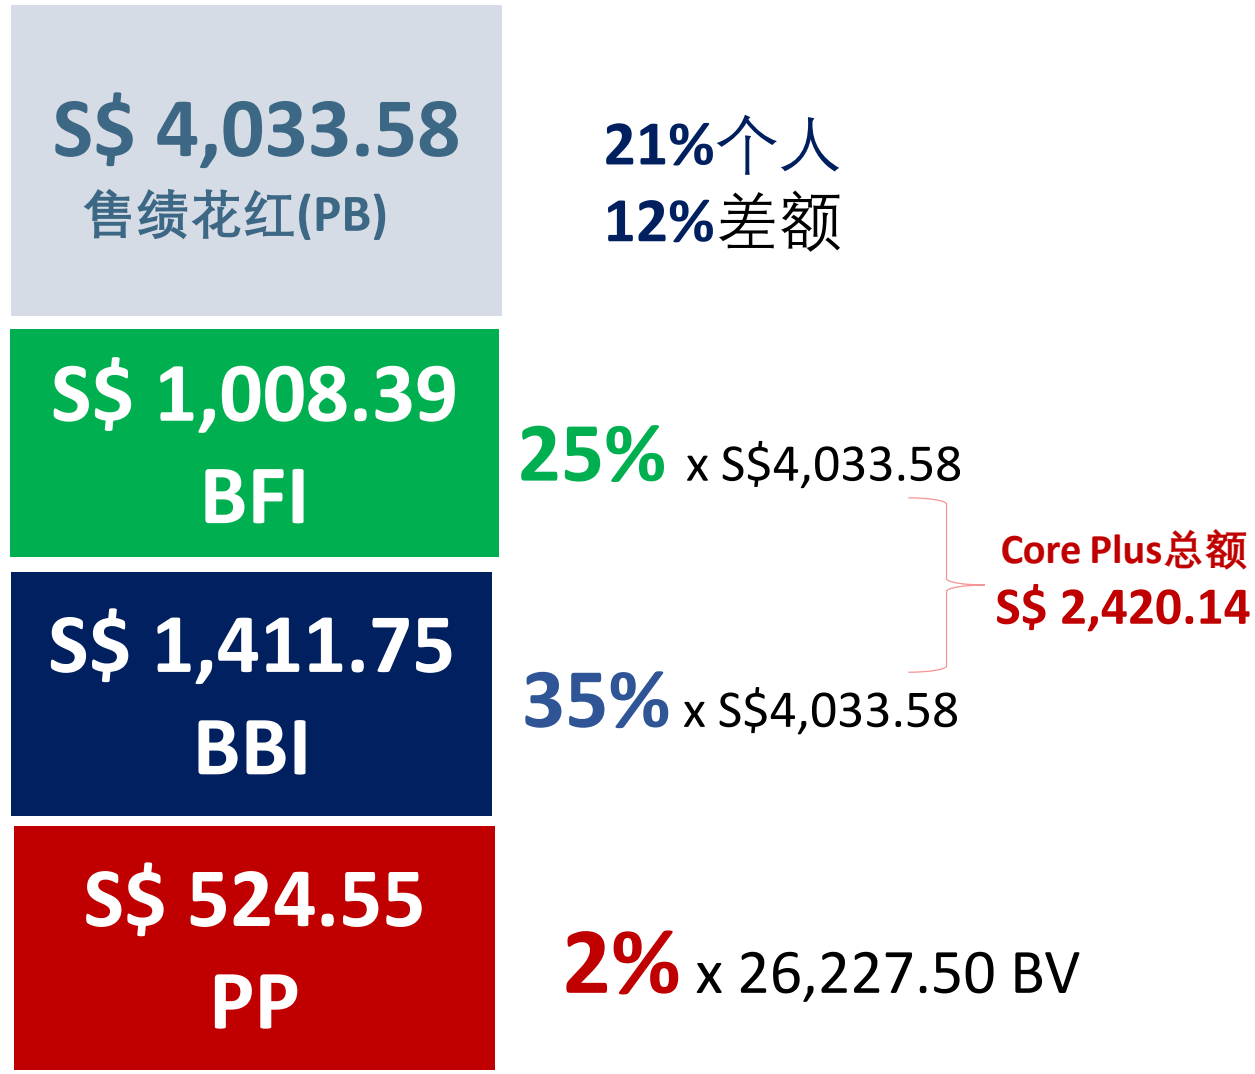 S$ 4,033.58
售绩花红(PB)
21%个人
12%差额
S$ 1,008.39
BFI
25% x S$4,033.58
Core Plus总额
S$ 2,420.14
S$ 1,411.75
BBI
35% x S$4,033.58
S$ 524.55
PP
2% x 26,227.50 BV